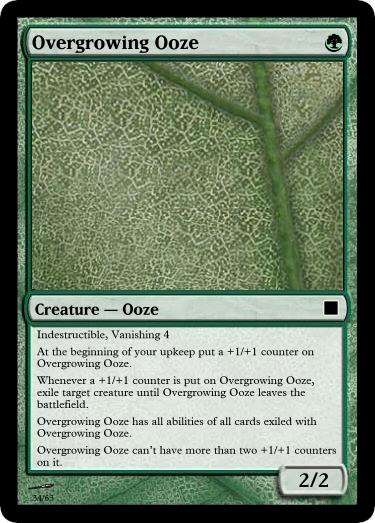 Overgrowing Ooze
Creature — Ooze
Indestructible, Vanishing 4
At the beginning of your upkeep put a +1/+1 counter on
Overgrowing Ooze.
Whenever a +1/+1 counter is put on Overgrowing Ooze,
exile target creature until Overgrowing Ooze leaves the
battlefield.
Overgrowing Ooze has all abilities of all cards exiled with
Overgrowing Ooze.
Overgrowing Ooze can't have more than two +1/+1 counters
on it.
2/2
34/63